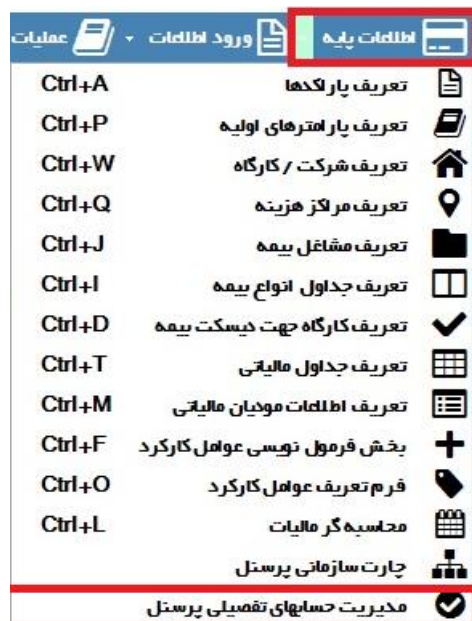 اطلاعات پایه ورود اطلاعات عملیات
تعریف پاراکدها Ctrl+A
تعریف پارامترهای اولیه Ctrl+P
تعریف شرکت / کارگاه Ctrl+W
تعریف مراکز هزینه Ctrl+Q
تعریف مشاغل بیمه Ctrl+J
تعریف جداول انواع بیمه Ctrl+I
تعریف کارگاه جهت دیسکت بیمه Ctrl+D
تعریف جداول مالیاتی Ctrl+T
تعریف اطلاعات مودیان مالیاتی Ctrl+M
بخش فرمول نویسی عوامل کارکرد Ctrl+F
فرم تعریف عوامل کارکرد Ctrl+O
محاسبه گر مالیات Ctrl+L
چارت سازمانی پرسنل
مدیریت حسابهای تفصیلی پرسنل